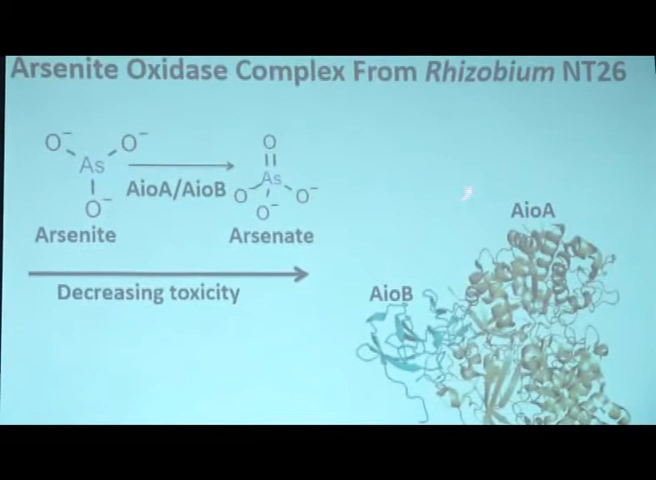 Arsenite Oxidase Complex From Rhizobium NT26
O⁻ O⁻ O
As As
AioA/AioB O⁻ O⁻
O⁻ O⁻
Arsenite Arsenate
AioA
Decreasing toxicity
AioB